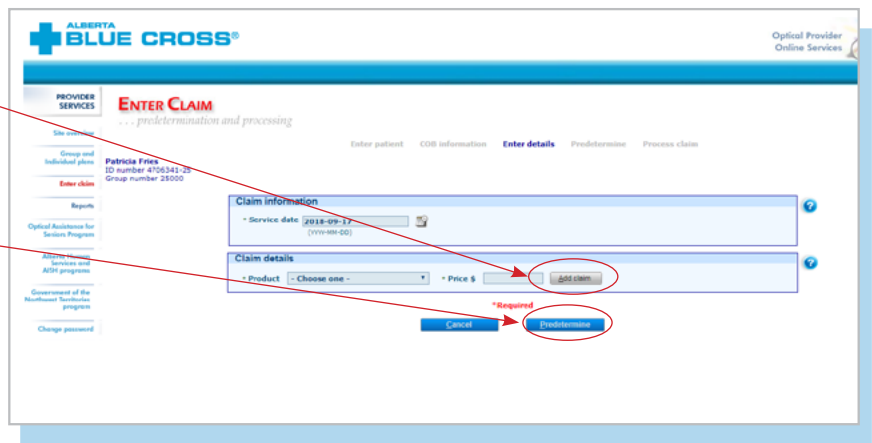 ALBERTA
BLUE CROSS®
Optical Provider
Online Services
PROVIDER
SERVICES
Site overview
Group and
Individual plans
Enter claim
Reports
Optical Assistance for
Seniors Program
Alberta Human
Services and
AISH programs
Government of the
Northwest Territories
program
Change password
ENTER CLAIM
. . . predetermination and processing
Enter patient COB information Enter details Predetermine Process claim
Patricia Fries
ID number 4706341-25
Group number 25000
Claim information
* Service date 2018-09-17
(YYYY-MM-DD)
Claim details
* Product - Choose one - * Price $ Add claim
*Required
Cancel Predetermine